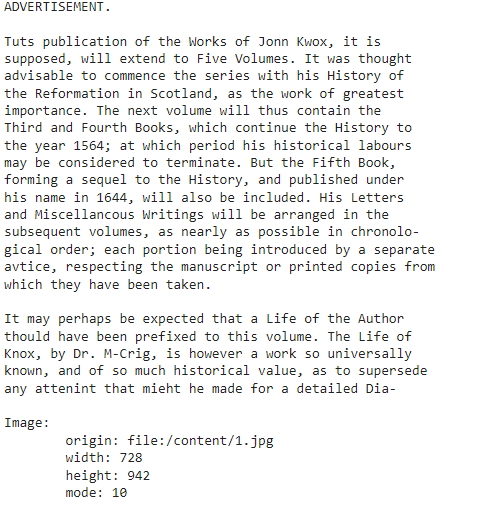 ADVERTISEMENT.
Tuts publication of the Works of Jonn Kwox, it is
supposed, will extend to Five Volumes. It was thought
advisable to commence the series with his History of
the Reformation in Scotland, as the work of greatest
importance. The next volume will thus contain the
Third and Fourth Books, which continue the History to
the year 1564; at which period his historical labours
may be considered to terminate. But the Fifth Book,
forming a sequel to the History, and published under
his name in 1644, will also be included. His Letters
and Miscellancous Writings will be arranged in the
subsequent volumes, as nearly as possible in chronolo-
gical order; each portion being introduced by a separate
avtice, respecting the manuscript or printed copies from
which they have been taken.
It may perhaps be expected that a Life of the Author
thould have been prefixed to this volume. The Life of
Knox, by Dr. M-Crig, is however a work so universally
known, and of so much historical value, as to supersede
any attenint that mieht he made for a detailed Dia-
Image:
origin: file:/content/1.jpg
width: 728
height: 942
mode: 10